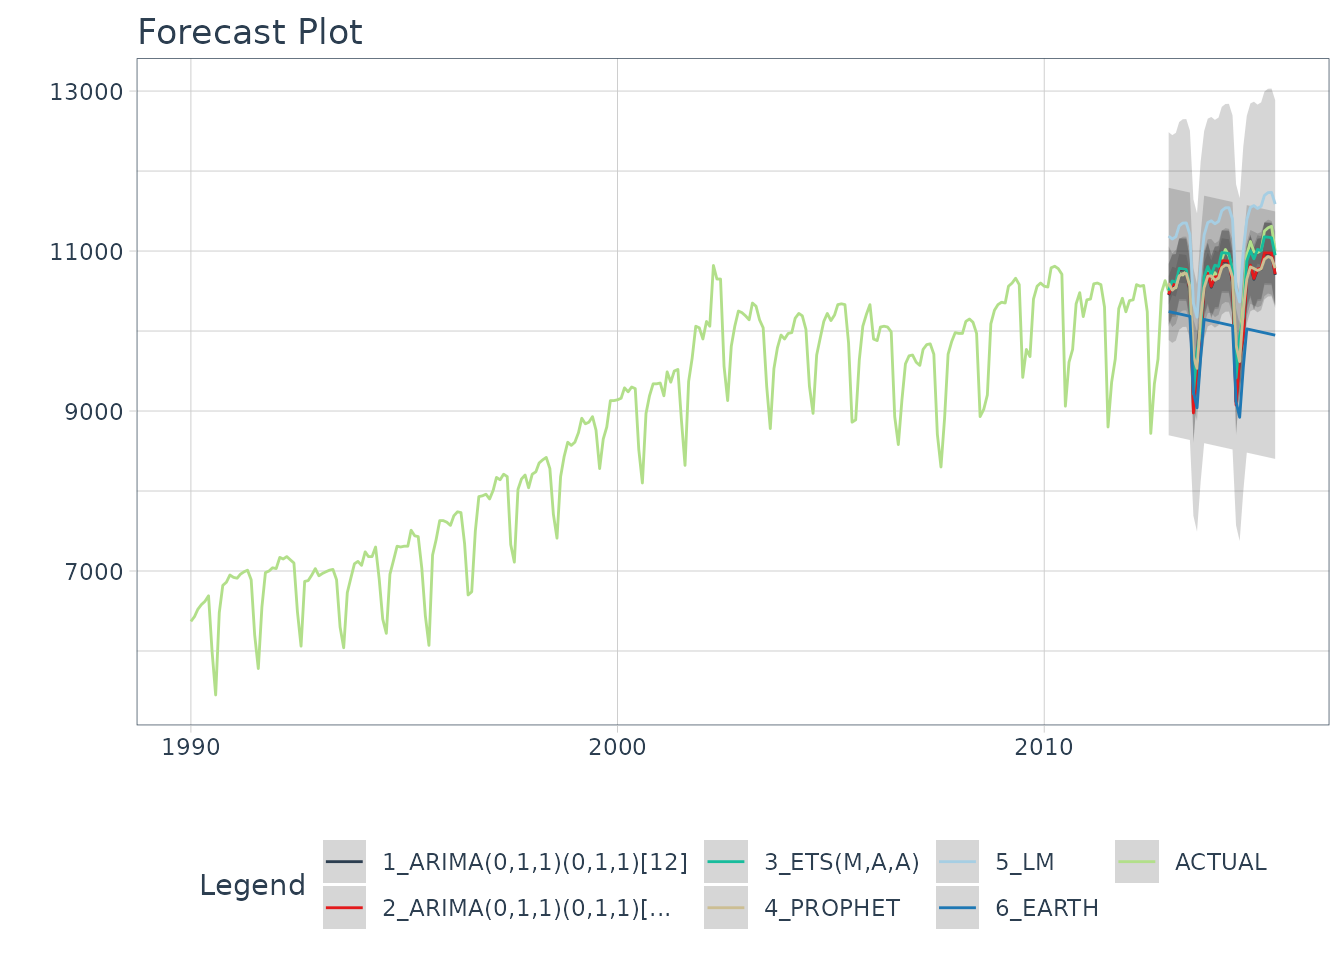 Forecast Plot
13000
11000
9000
7000
1990 2000 2010
Legend
1_ARIMA(0,1,1)(0,1,1)[12] 3_ETS(M,A,A) 5_LM ACTUAL
2_ARIMA(0,1,1)(0,1,1)[... 4_PROPHET 6_EARTH